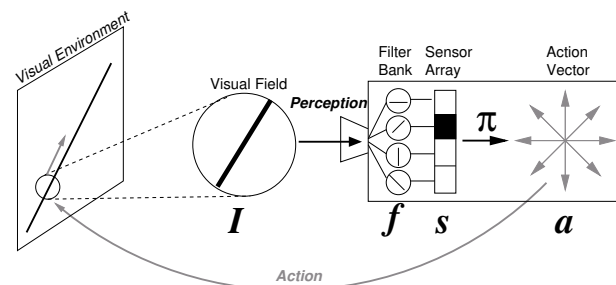 Visual Environment
Visual Field
Perception
Filter
Bank
Sensor
Array
Action
Vector
π
I
f
s
a
Action